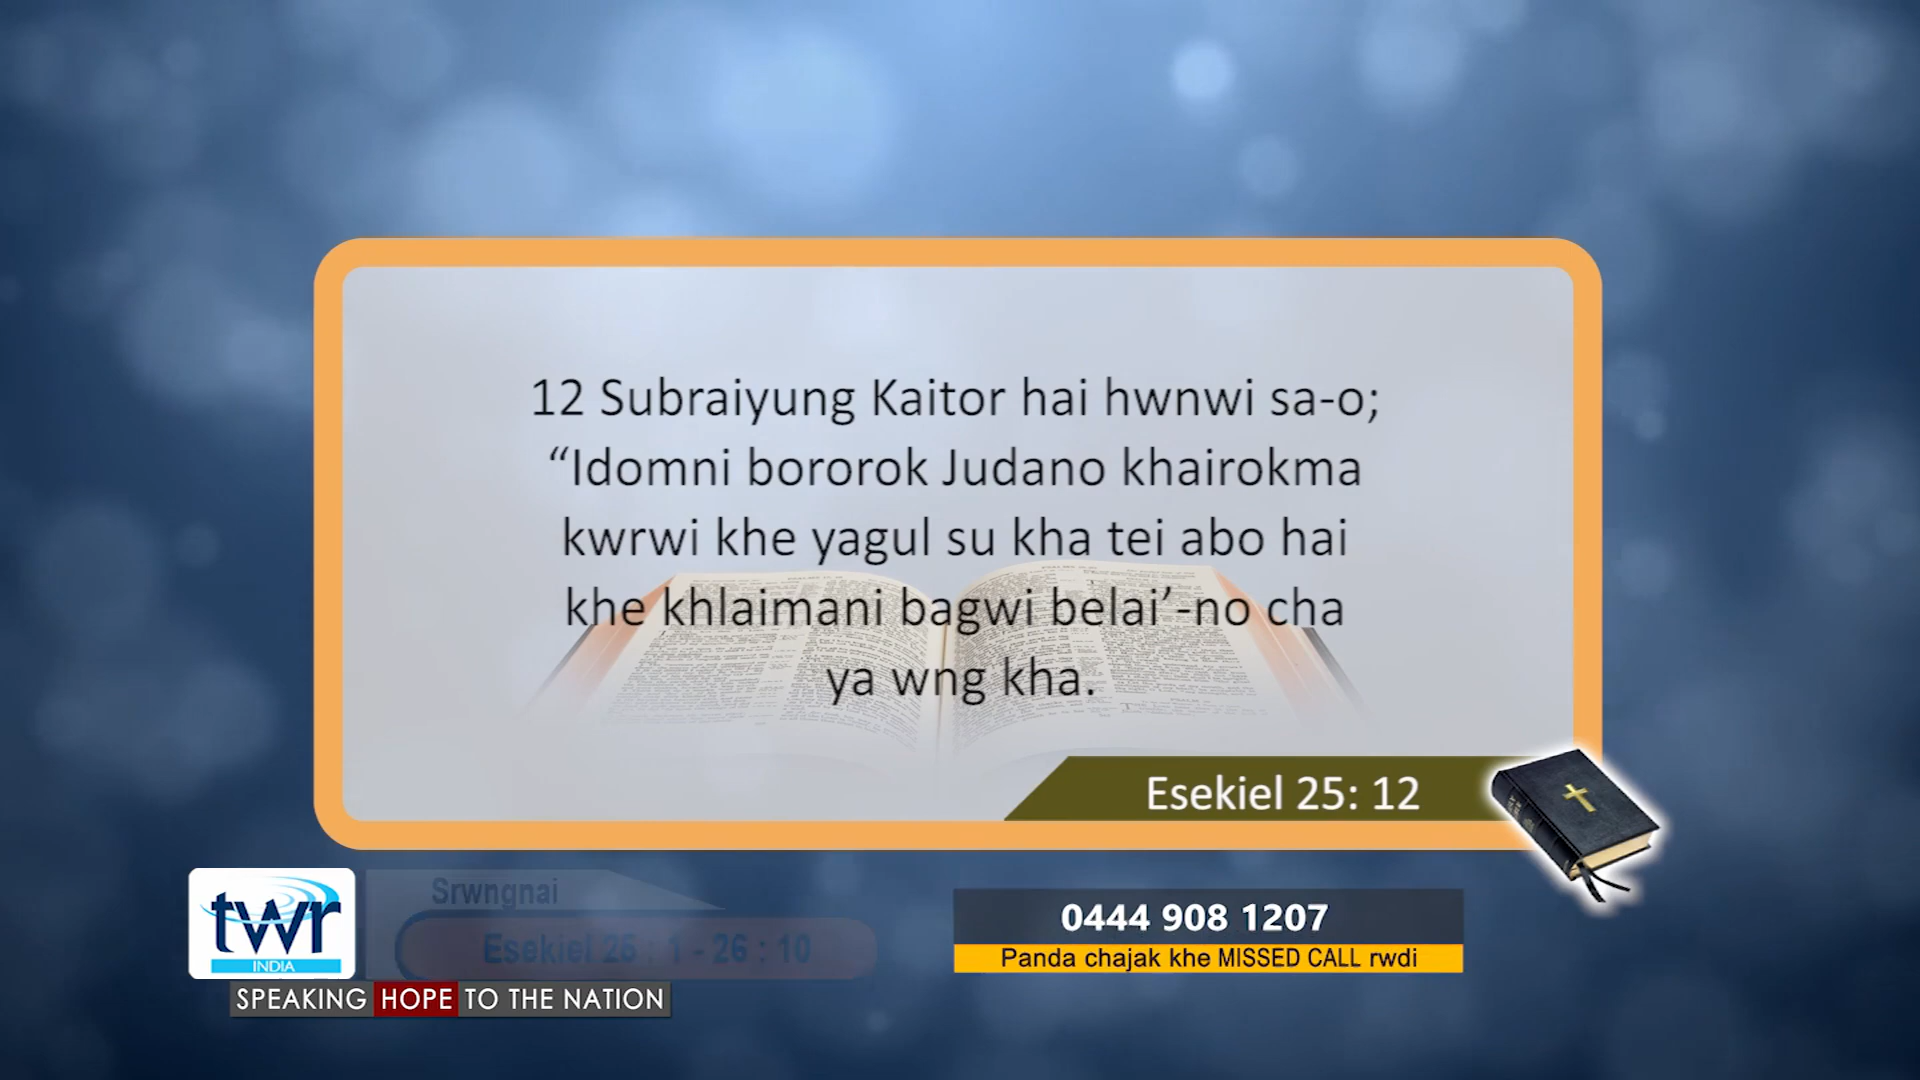 12 Subraiyung Kaitor hai hwnwi sa-o;
“Idomni bororok Judano khairokma
kwrwi khe yagul su kha tei abo hai
khe khlaimani bagwi belai’-no cha
ya wng kha.
Esekiel 25: 12
twr
INDIA
Srwngnai
Esekiel 25 : 1 - 26 : 10
SPEAKING HOPE TO THE NATION
0444 908 1207
Panda chajak khe MISSED CALL rwdi